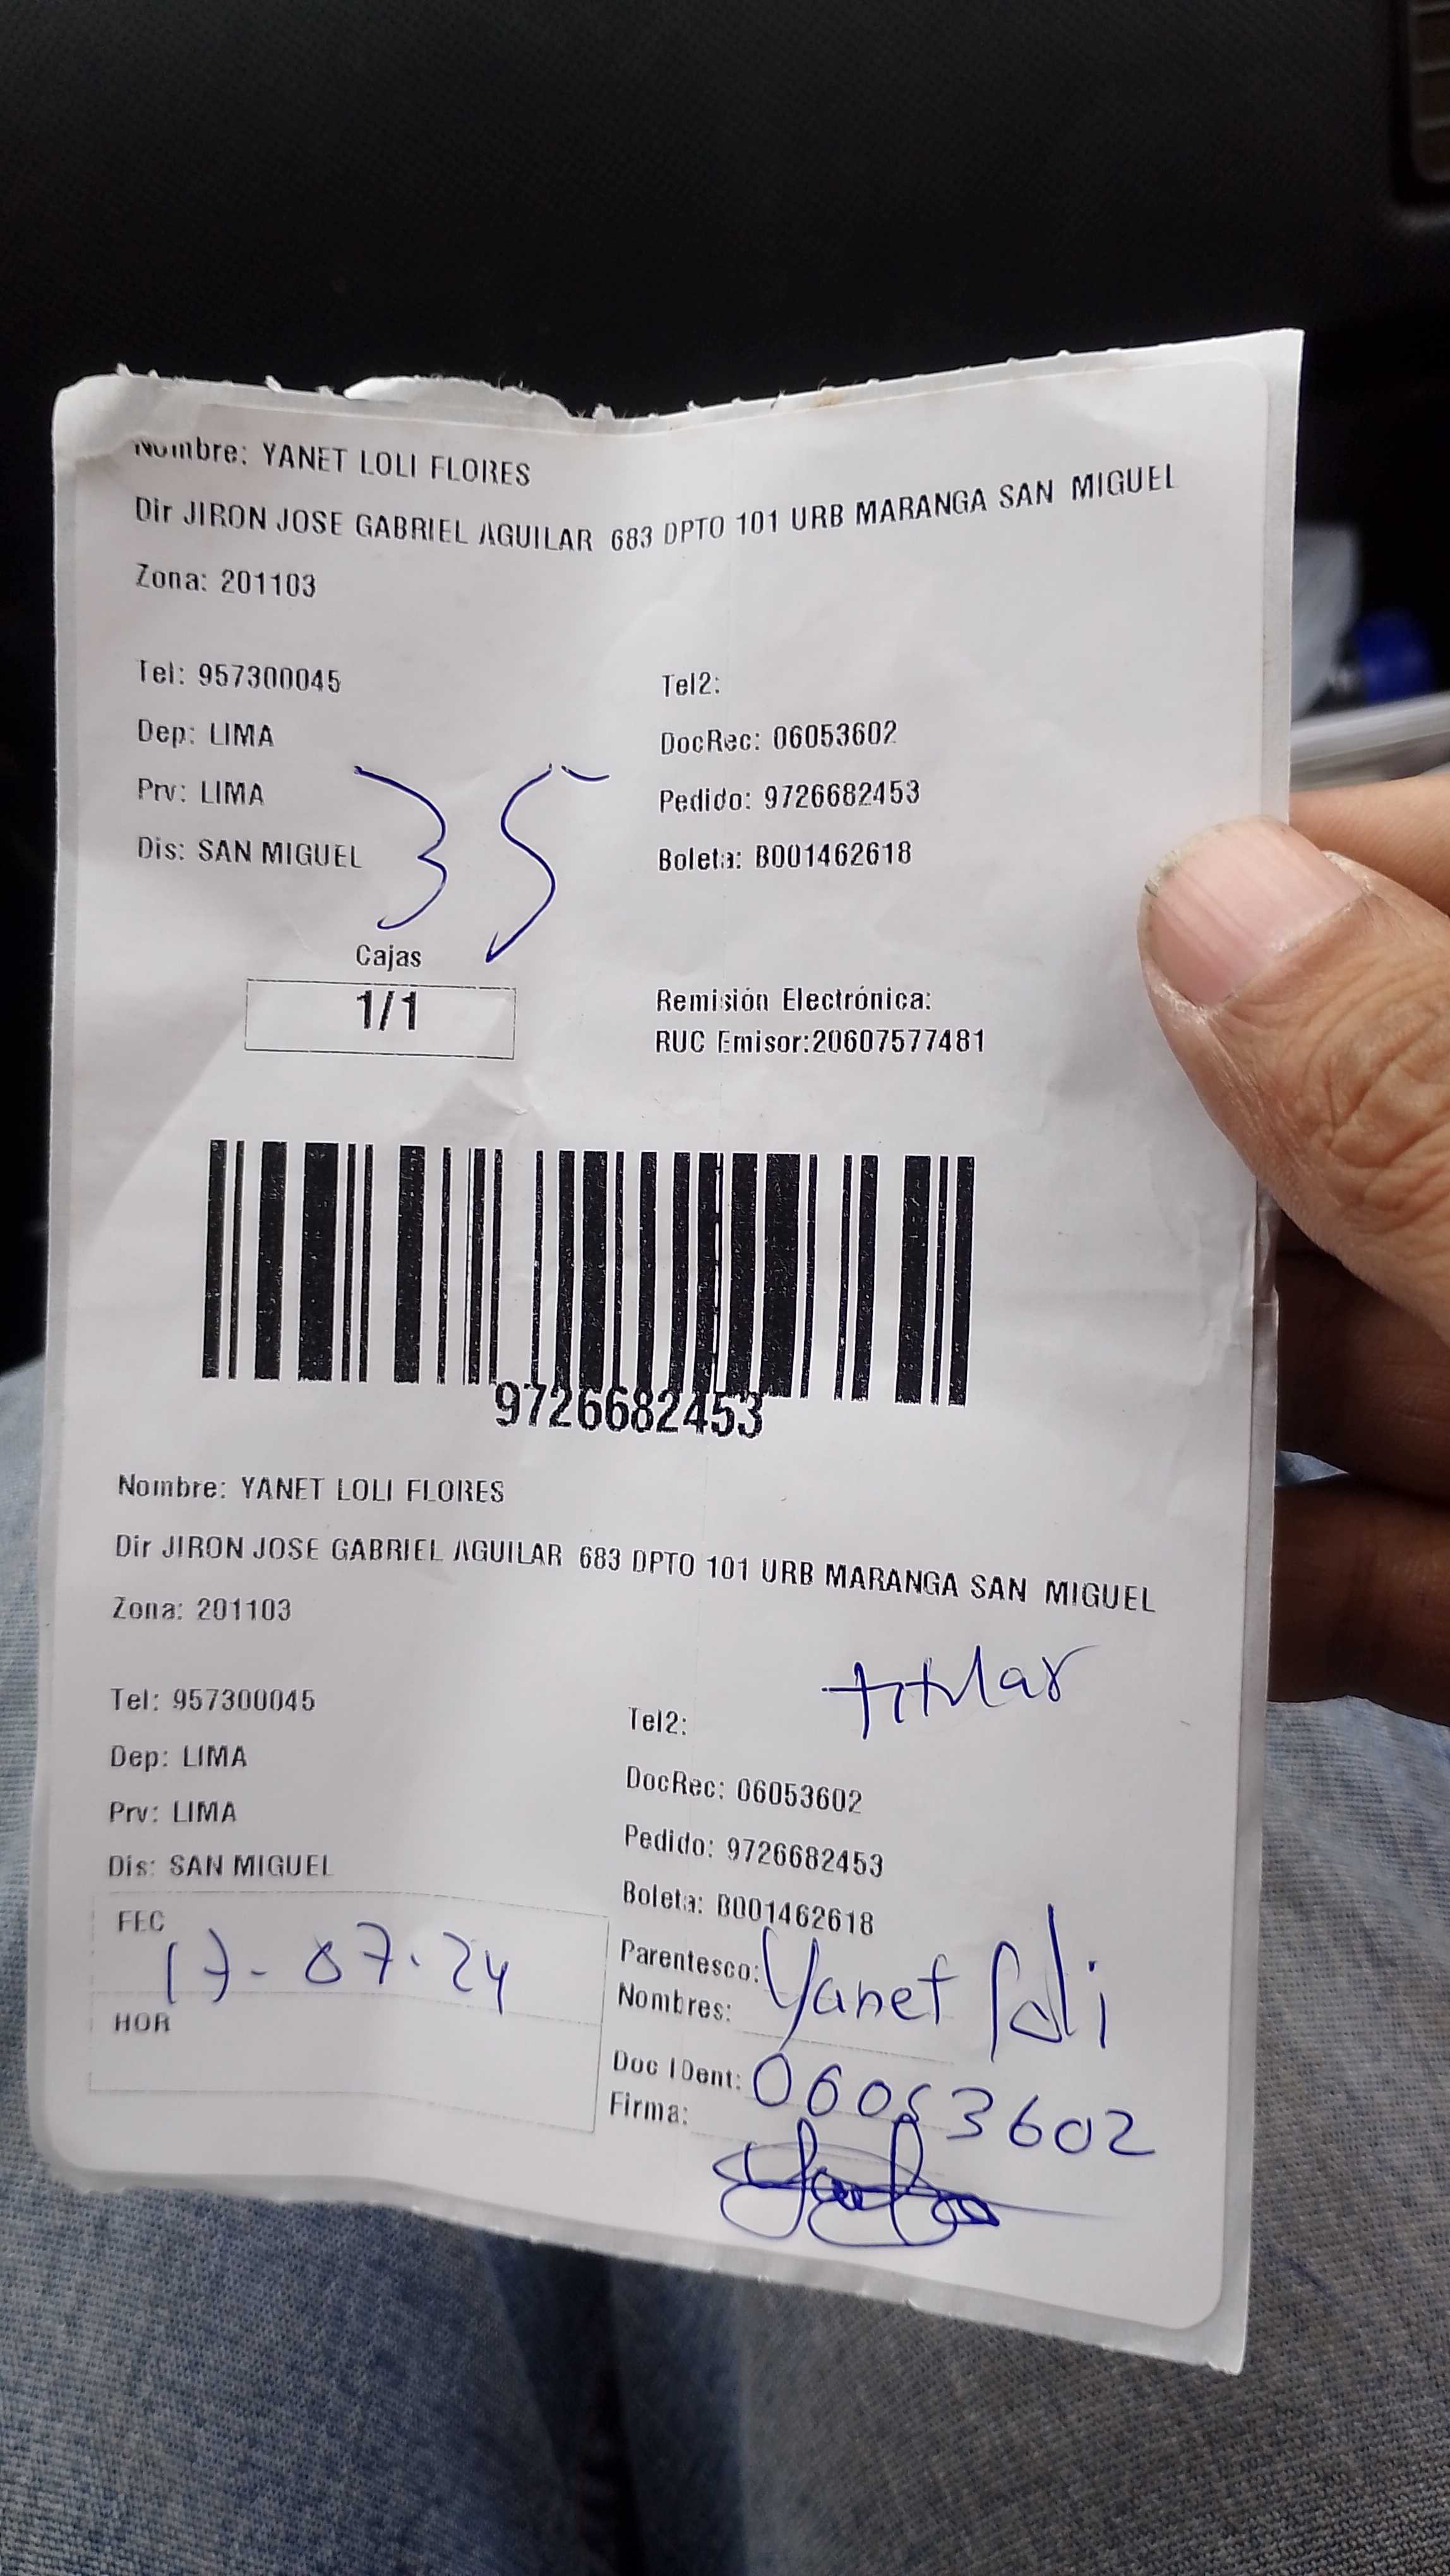 Nombre: YANET LOLI FLORES
Dir JIRON JOSE GABRIEL AGUILAR 683 DPTO 101 URB MARANGA SAN MIGUEL
Zona: 201103
Tel: 957300045
Tel2:
Dep: LIMA
DocRec: 06053602
Prv: LIMA
Pedido: 9726682453
Dis: SAN MIGUEL
Boleta: B001462618
35
Cajas
1/1
Remisión Electrónica:
RUC Emisor:20607577481
9726682453
Nombre: YANET LOLI FLORES
Dir JIRON JOSE GABRIEL AGUILAR 683 DPTO 101 URB MARANGA SAN MIGUEL
Zona: 201103
titular
Tel: 957300045
Tel2:
Dep: LIMA
DocRec: 06053602
Prv: LIMA
Pedido: 9726682453
Dis: SAN MIGUEL
Boleta: B001462618
FEC 17-07-24
HOR
Parentesco:
Nombres: Yanet Loli
Doc IDent: 06053602
Firma: